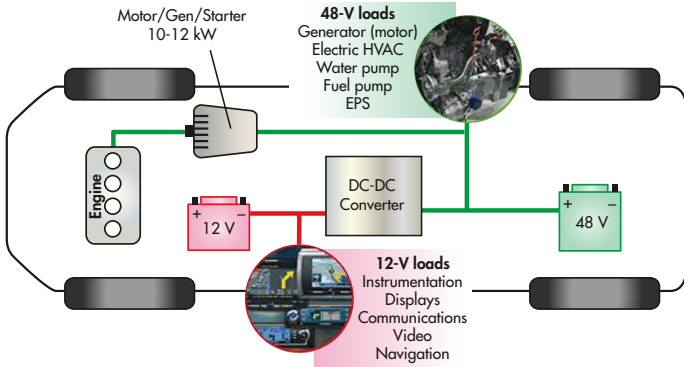 Motor/Gen/Starter
10-12 kW
48-V loads
Generator (motor)
Electric HVAC
Water pump
Fuel pump
EPS
Engine
+ −
12 V
DC-DC
Converter
+ −
48 V
12-V loads
Instrumentation
Displays
Communications
Video
Navigation